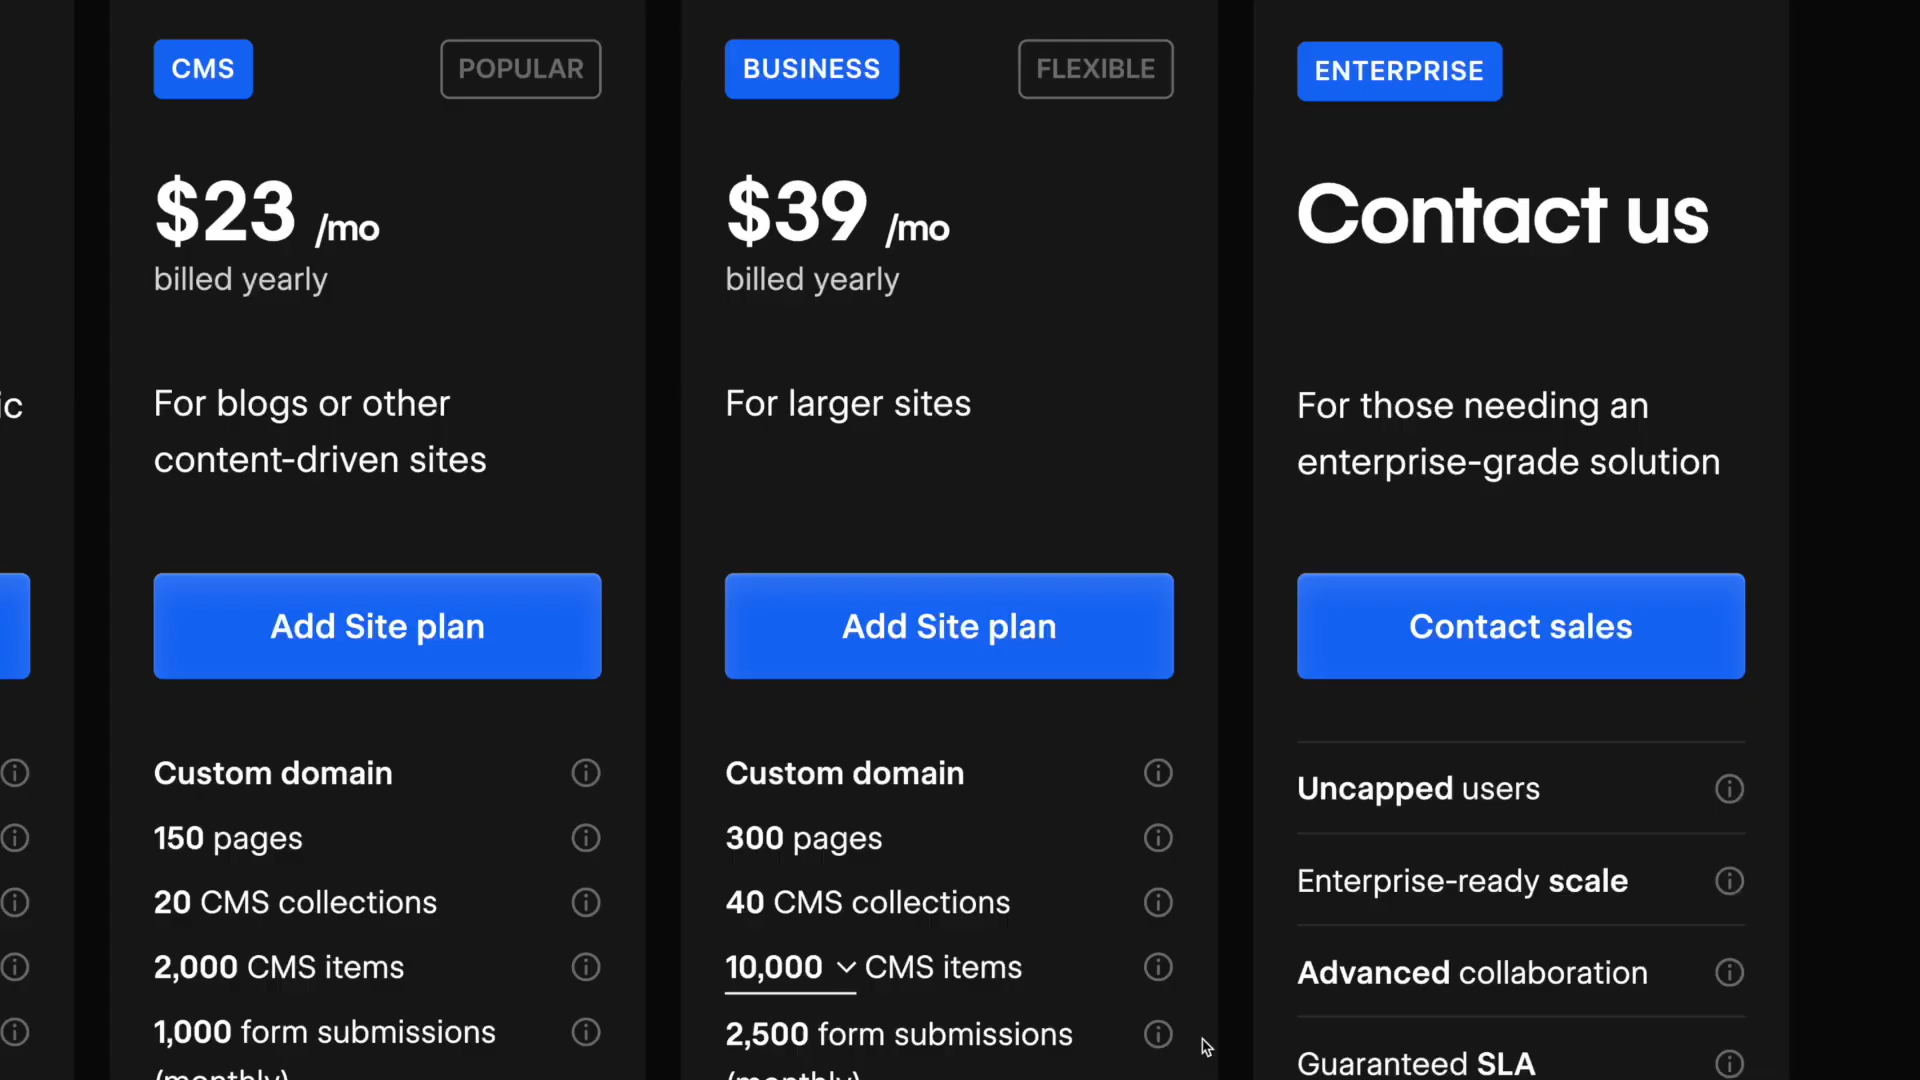 ic
CMS
POPULAR
$23 /mo
billed yearly
For blogs or other
content-driven sites
Add Site plan
Custom domain
150 pages
20 CMS collections
2,000 CMS items
1,000 form submissions
(monthly)
BUSINESS
FLEXIBLE
$39 /mo
billed yearly
For larger sites
Add Site plan
Custom domain
300 pages
40 CMS collections
10,000 CMS items
2,500 form submissions
(monthly)
ENTERPRISE
Contact us
For those needing an
enterprise-grade solution
Contact sales
Uncapped users
Enterprise-ready scale
Advanced collaboration
Guaranteed SLA